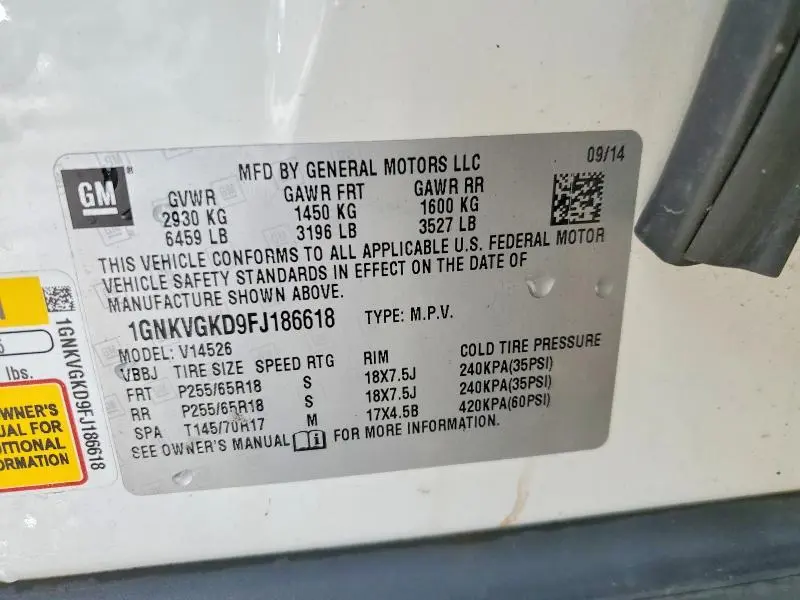 MFD BY GENERAL MOTORS LLC 09/14
GM
GVWR GAWR FRT GAWR RR
2930 KG 1450 KG 1600 KG
6459 LB 3196 LB 3527 LB
THIS VEHICLE CONFORMS TO ALL APPLICABLE U.S. FEDERAL MOTOR
VEHICLE SAFETY STANDARDS IN EFFECT ON THE DATE OF
MANUFACTURE SHOWN ABOVE.
1GNKVGKD9FJ186618 TYPE: M.P.V.
MODEL: V14526
VBBJ TIRE SIZE SPEED RTG RIM COLD TIRE PRESSURE
FRT P255/65R18 S 18X7.5J 240KPA(35PSI)
RR P255/65R18 S 18X7.5J 240KPA(35PSI)
SPA T145/70R17 M 17X4.5B 420KPA(60PSI)
SEE OWNER'S MANUAL FOR MORE INFORMATION.
1GNKVGKD9FJ186618
lbs.
OWNER'S
FOR